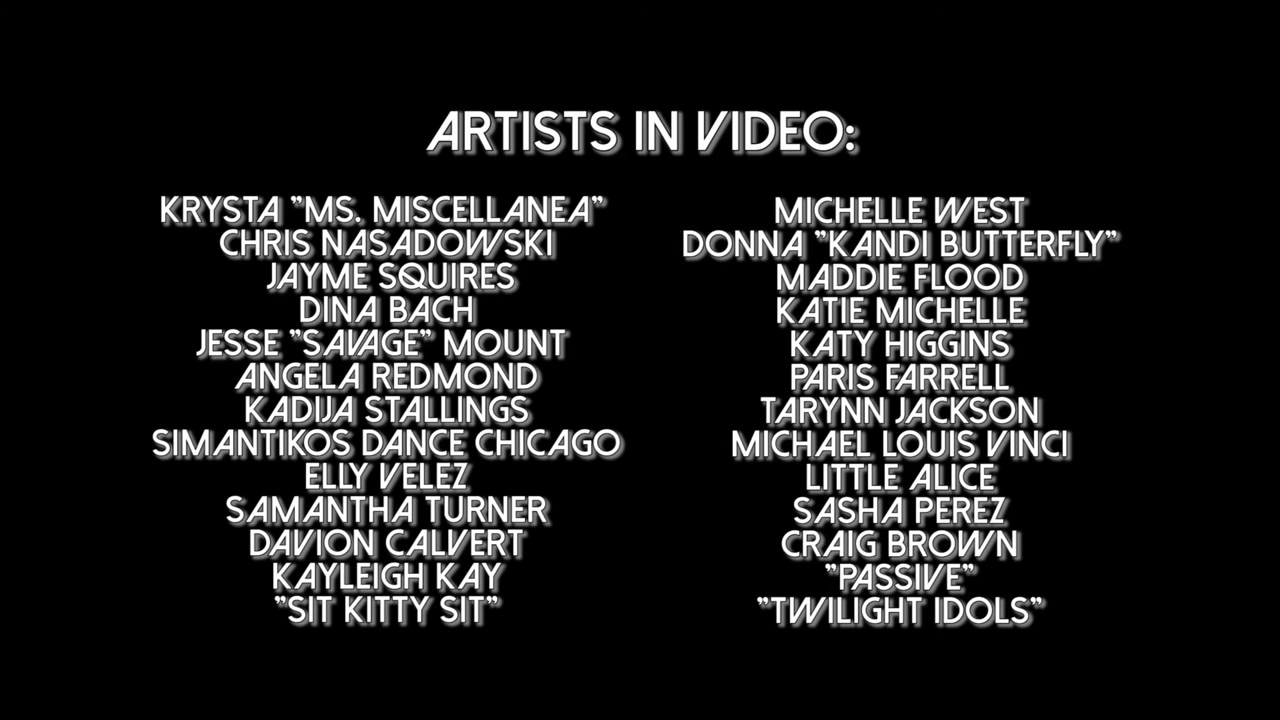 ARTISTS IN VIDEO:
KRYSTA "MS. MISCELLANEA"
CHRIS NASADOWSKI
JAYME SQUIRES
DINA BACH
JESSE "SAVAGE" MOUNT
ANGELA REDMOND
KADIJA STALLINGS
SIMANTIKOS DANCE CHICAGO
ELLY VELEZ
SAMANTHA TURNER
DAVION CALVERT
KAYLEIGH KAY
"SIT KITTY SIT"
MICHELLE WEST
DONNA "KANDI BUTTERFLY"
MADDIE FLOOD
KATIE MICHELLE
KATY HIGGINS
PARIS FARRELL
TARYNN JACKSON
MICHAEL LOUIS VINCI
LITTLE ALICE
SASHA PEREZ
CRAIG BROWN
"PASSIVE"
"TWILIGHT IDOLS"